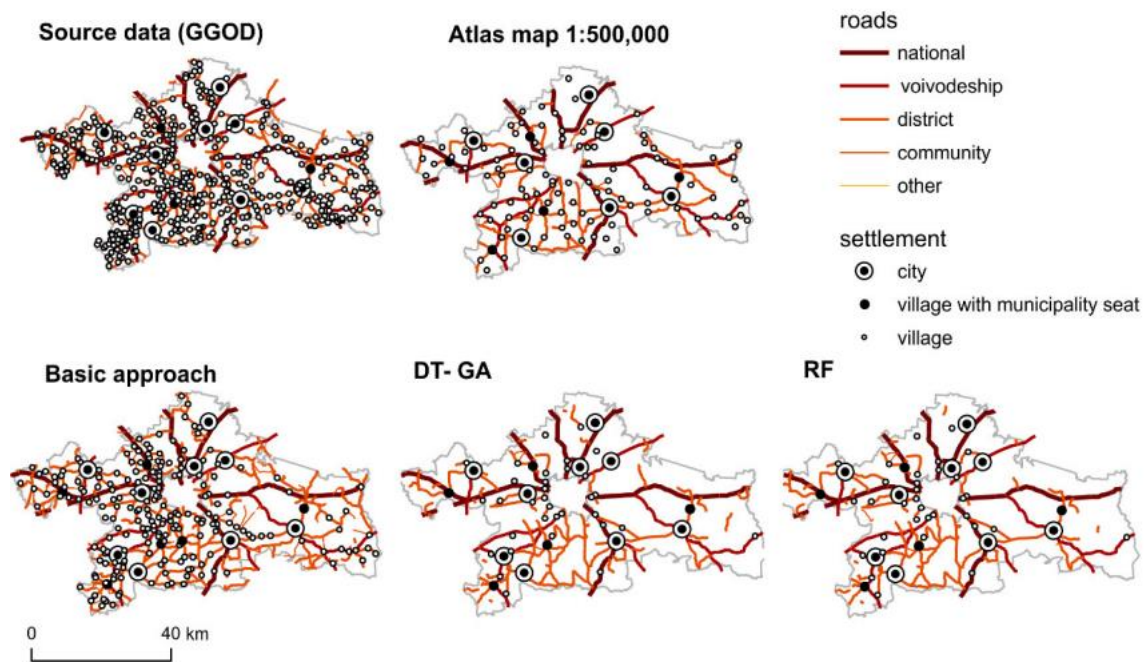 Source data (GGOD)
Atlas map 1:500,000
roads
national
voivodeship
district
community
other
settlement
city
village with municipality seat
village
Basic approach
DT- GA
RF
0 40 km